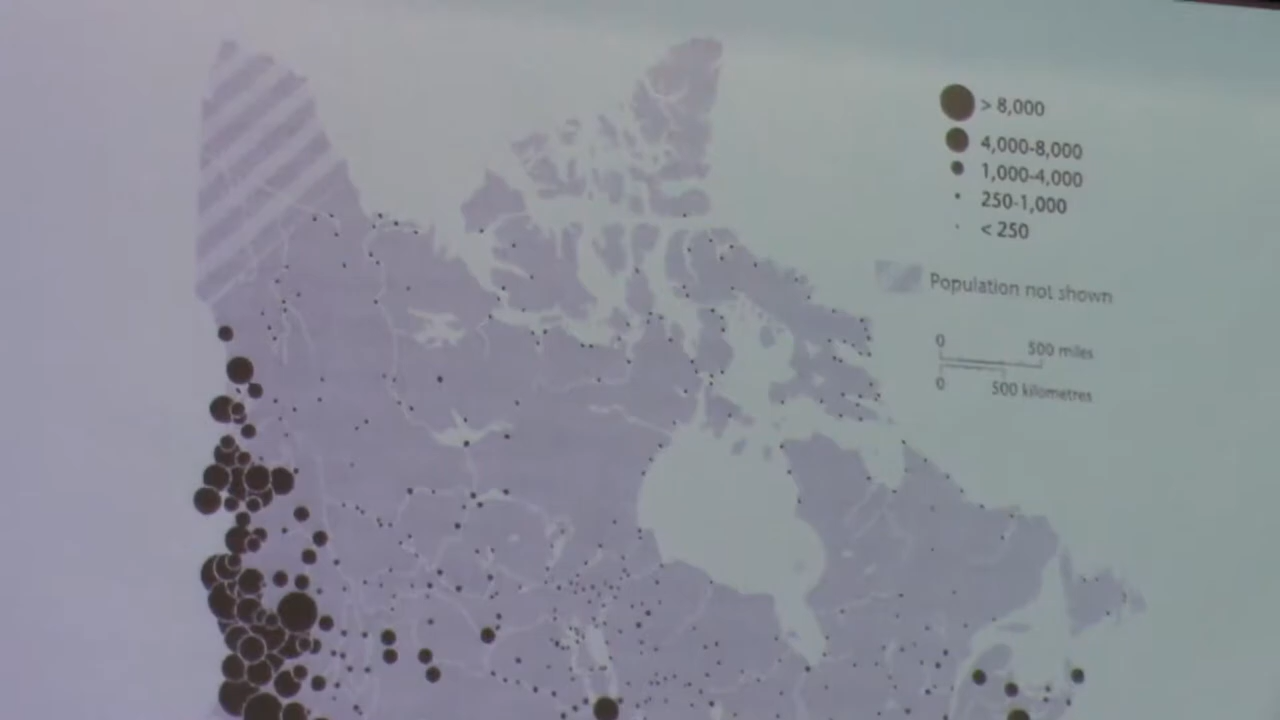 > 8,000
4,000-8,000
1,000-4,000
250-1,000
< 250
Population not shown
0 500 miles
0 500 kilometres